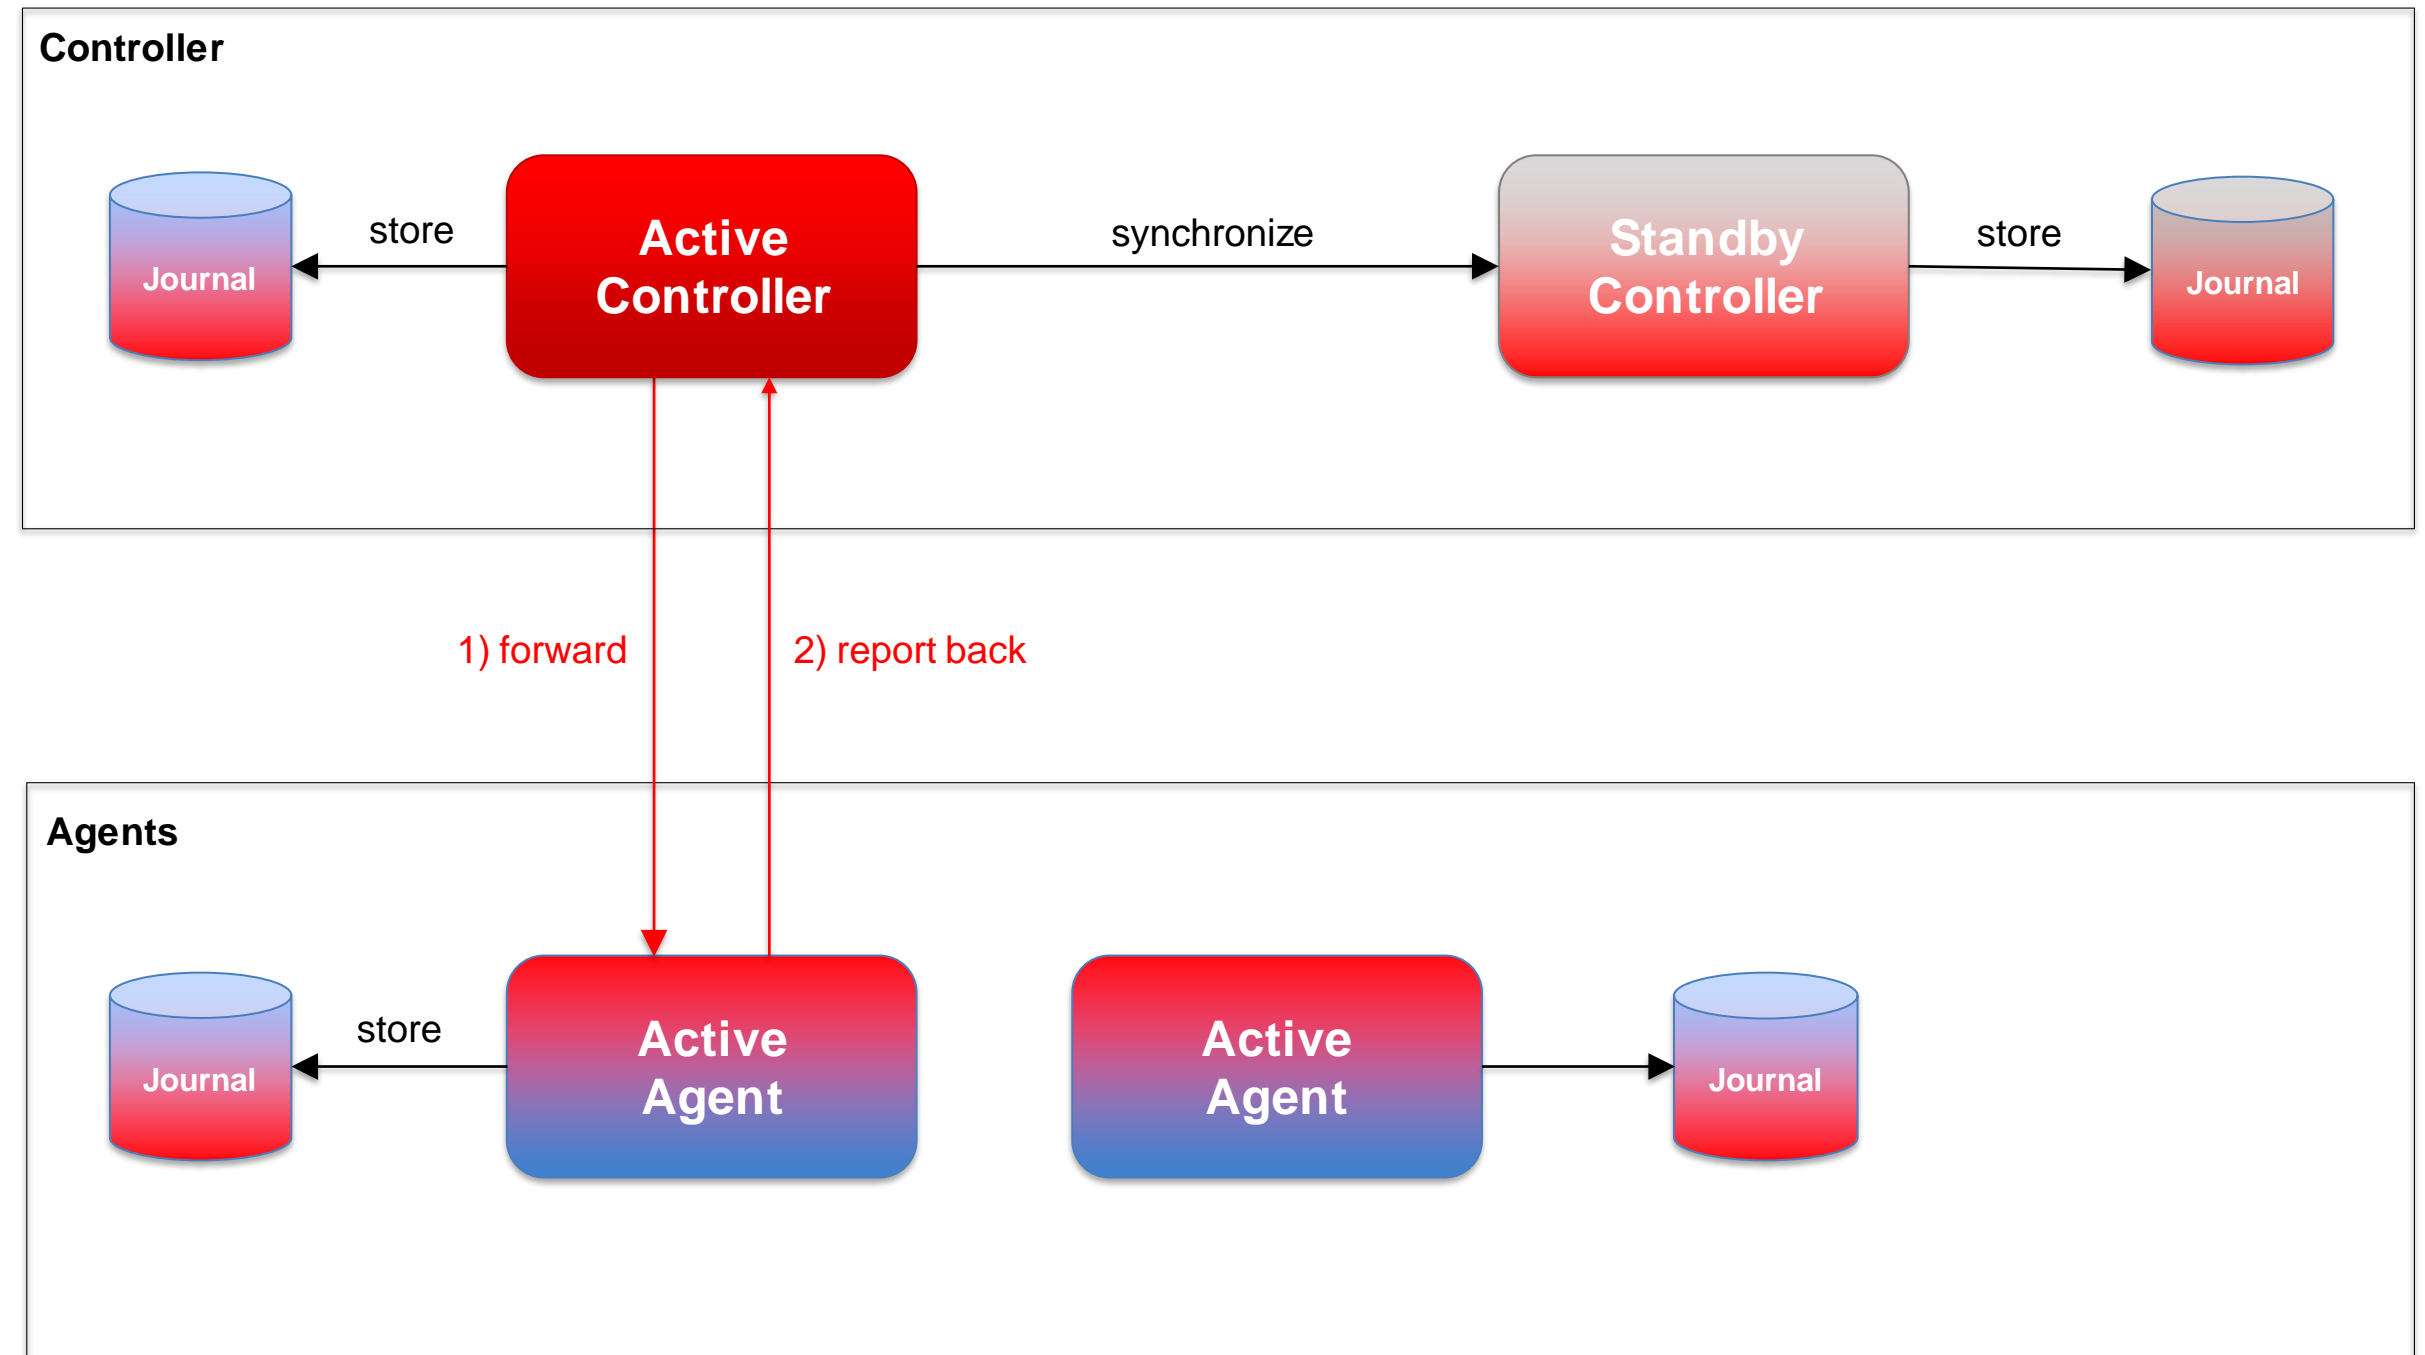 Controller
Journal
store
Active
Controller
synchronize
Standby
Controller
store
Journal
1) forward
2) report back
Agents
Journal
store
Active
Agent
Active
Agent
Journal